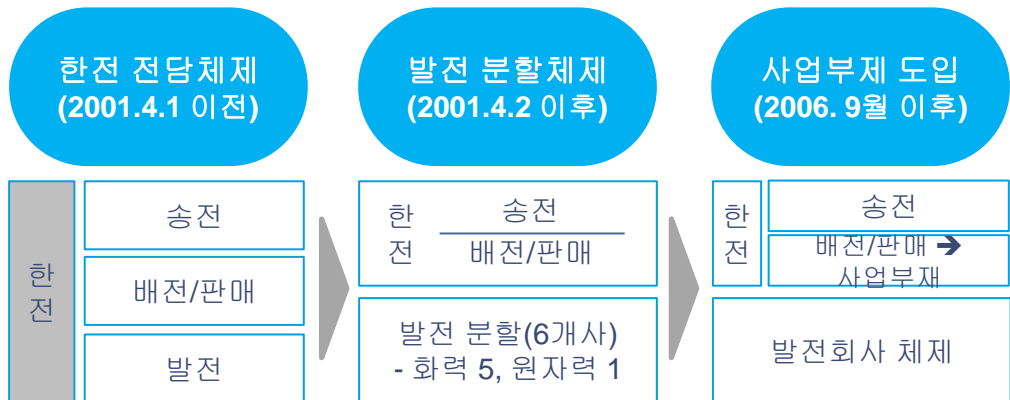 한전 전담체제
(2001.4.1 이전)
발전 분할체제
(2001.4.2 이후)
사업부제 도입
(2006. 9월 이후)
한
전
송전
배전/판매
발전
한
전
송전
배전/판매
발전 분할(6개사)
- 화력 5, 원자력 1
한
전
송전
배전/판매 ➔
사업부재
발전회사 체제